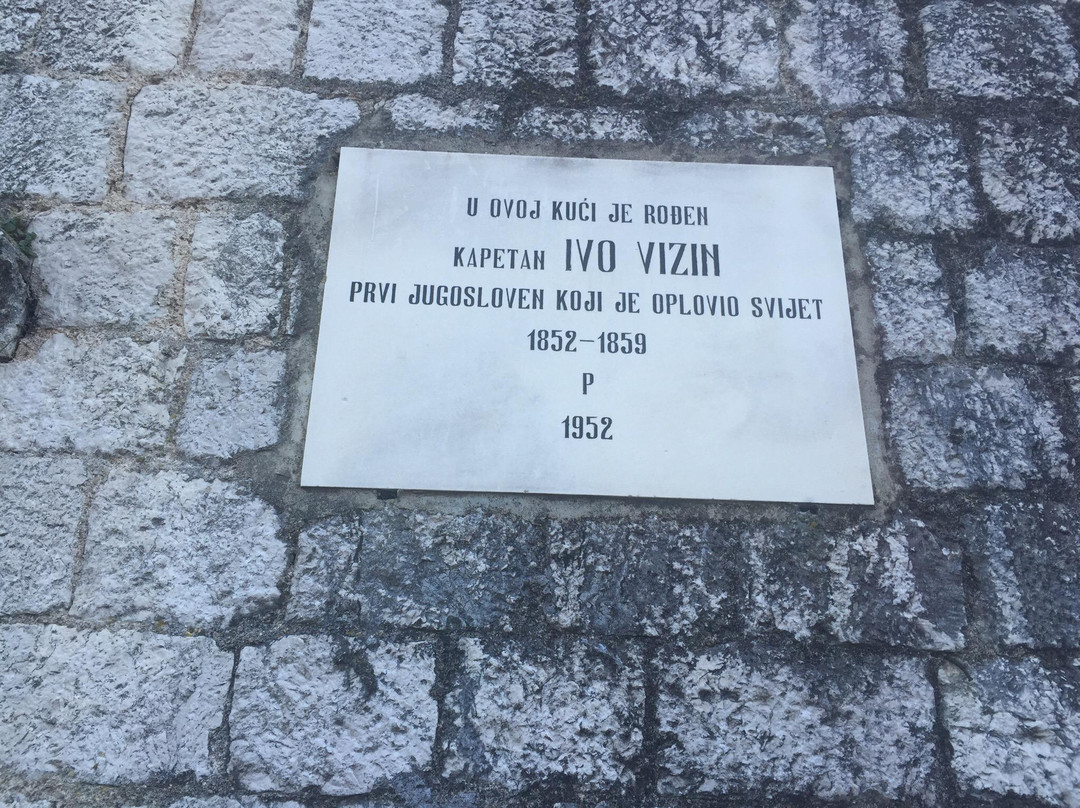 U OVOJ KUĆI JE ROĐEN
KAPETAN IVO VIZIN
PRVI JUGOSLOVEN KOJI JE OPLOVIO SVIJET
1852–1859
P
1952